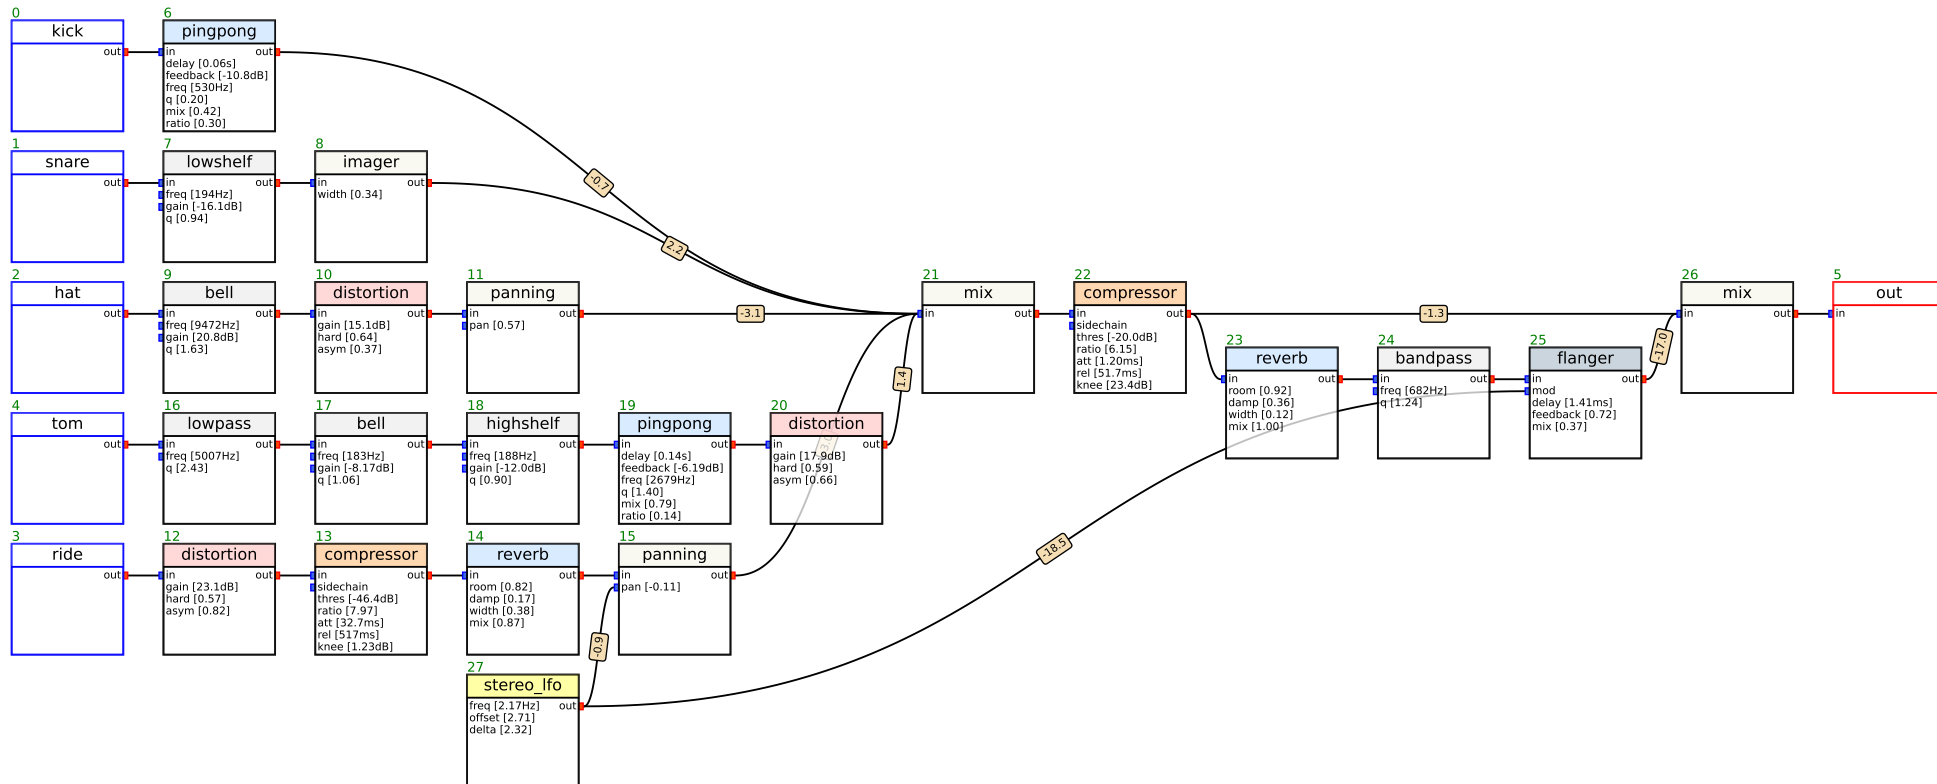 0
kick
out
6
pingpong
in out
delay [0.06s]
feedback [-10.8dB]
freq [530Hz]
q [0.20]
mix [0.42]
ratio [0.30]
-0.7
1
snare
out
7
lowshelf
in out
freq [194Hz]
gain [-16.1dB]
q [0.94]
8
imager
in out
width [0.34]
2.2
2
hat
out
9
bell
in out
freq [9472Hz]
gain [20.8dB]
q [1.63]
10
distortion
in out
gain [15.1dB]
hard [0.64]
asym [0.37]
11
panning
in out
pan [0.57]
-3.1
21
mix
in out
22
compressor
in out
sidechain
thres [-20.0dB]
ratio [6.15]
att [1.20ms]
rel [51.7ms]
knee [23.4dB]
-1.3
26
mix
in out
5
out
in
23
reverb
in out
room [0.92]
damp [0.36]
width [0.12]
mix [1.00]
24
bandpass
in out
freq [682Hz]
q [1.24]
25
flanger
in out
mod
delay [1.41ms]
feedback [0.72]
mix [0.37]
-17.0
4
tom
out
16
lowpass
in out
freq [5007Hz]
q [2.43]
17
bell
in out
freq [183Hz]
gain [-8.17dB]
q [1.06]
18
highshelf
in out
freq [188Hz]
gain [-12.0dB]
q [0.90]
19
pingpong
in out
delay [0.14s]
feedback [-6.19dB]
freq [2679Hz]
q [1.40]
mix [0.79]
ratio [0.14]
20
distortion
in out
gain [17.9dB]
hard [0.59]
asym [0.66]
1.4
3
ride
out
12
distortion
in out
gain [23.1dB]
hard [0.57]
asym [0.82]
13
compressor
in out
sidechain
thres [-46.4dB]
ratio [7.97]
att [32.7ms]
rel [517ms]
knee [1.23dB]
14
reverb
in out
room [0.82]
damp [0.17]
width [0.38]
mix [0.87]
15
panning
in out
pan [-0.11]
-0.9
-18.5
27
stereo_lfo
freq [2.17Hz] out
offset [2.71]
delta [2.32]